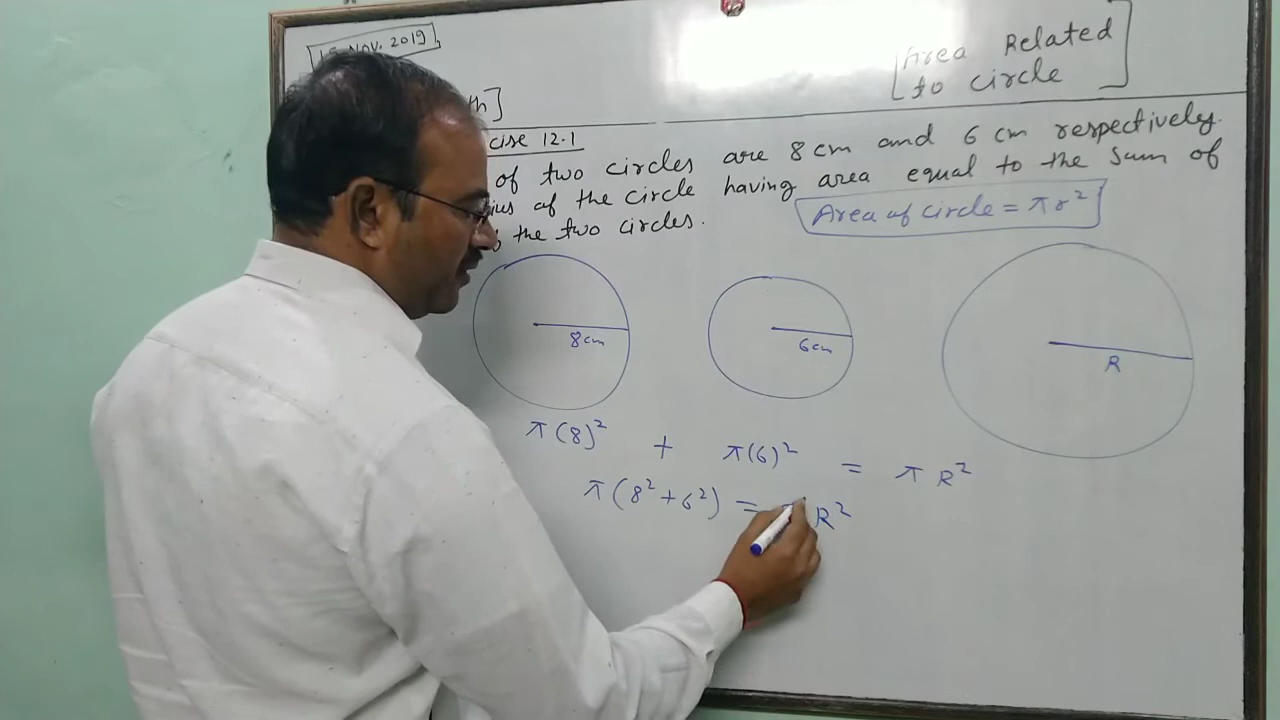 NOV. 2019
Area Related
to Circle
th]
cise 12.1
of two circles are 8 cm and 6 cm respectively.
ius of the circle having area equal to the sum of
the two circles.
Area of circle = πr²
8cm
6cm
R
π(8)² + π(6)² = πR²
π(8²+6²) = R²